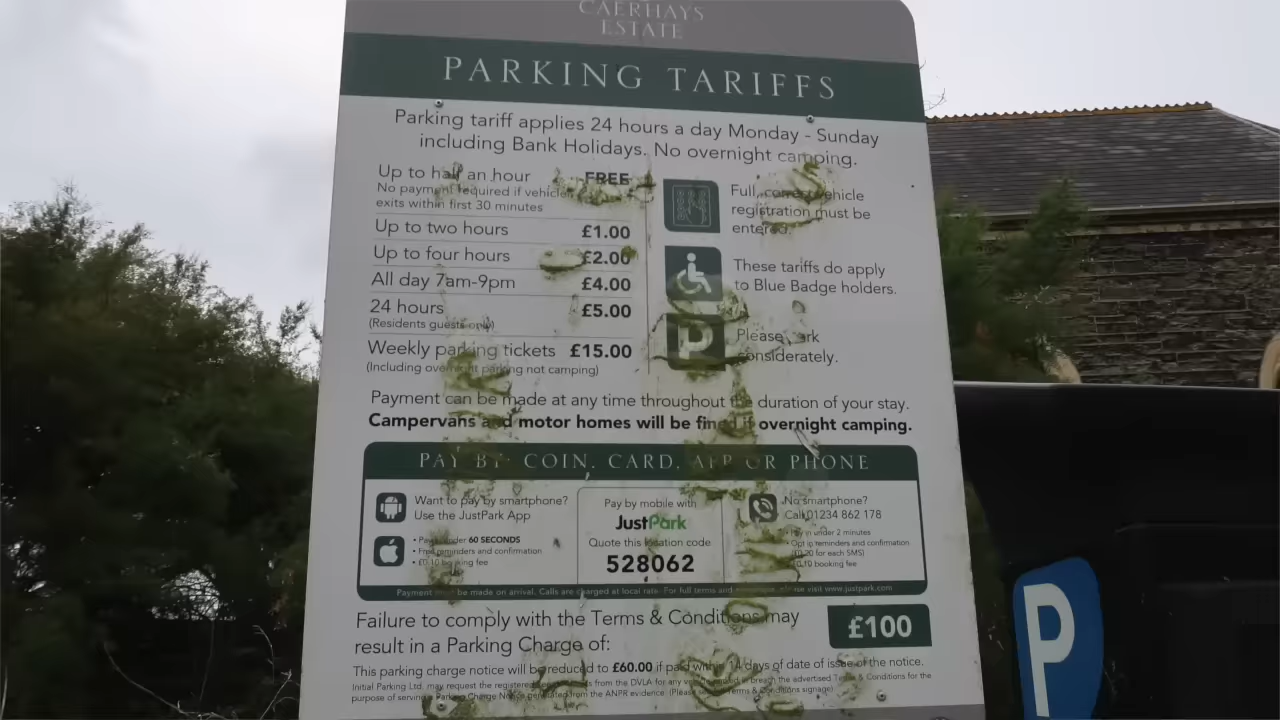 CAERHAYS
ESTATE
PARKING TARIFFS
Parking tariff applies 24 hours a day Monday - Sunday
including Bank Holidays. No overnight camping.
Up to half an hour FREE
No payment required if vehicle
exits within first 30 minutes
Up to two hours £1.00
Up to four hours £2.00
All day 7am-9pm £4.00
24 hours £5.00
(Residents guests only)
Weekly parking tickets £15.00
(Including overnight parking not camping)
Full, correct vehicle
registration must be
entered.
These tariffs do apply
to Blue Badge holders.
P
Please park
considerately.
Payment can be made at any time throughout the duration of your stay.
Campervans and motor homes will be fined if overnight camping.
PAY BY COIN, CARD, APP OR PHONE
Want to pay by smartphone?
Use the JustPark App
• Pay under 60 SECONDS
• Free reminders and confirmation
• £0.10 booking fee
Pay by mobile with
JustPark
Quote this location code
528062
No smartphone?
Call 01234 862 178
• Pay in under 2 minutes
• Opt in reminders and confirmation
(£0.20 for each SMS)
£0.10 booking fee
Payment must be made on arrival. Calls are charged at local rate. For full terms and visit www.justpark.com
Failure to comply with the Terms & Conditions may
result in a Parking Charge of: £100
This parking charge notice will be reduced to £60.00 if paid within 14 days of date of issue of the notice.
Initial Parking Ltd. may request the registered from the DVLA for any vehicle in breach the advertised Terms & Conditions for the
purpose of serving a Parking Charge Notice generated from the ANPR evidence. (Please Terms & Conditions signage)
P